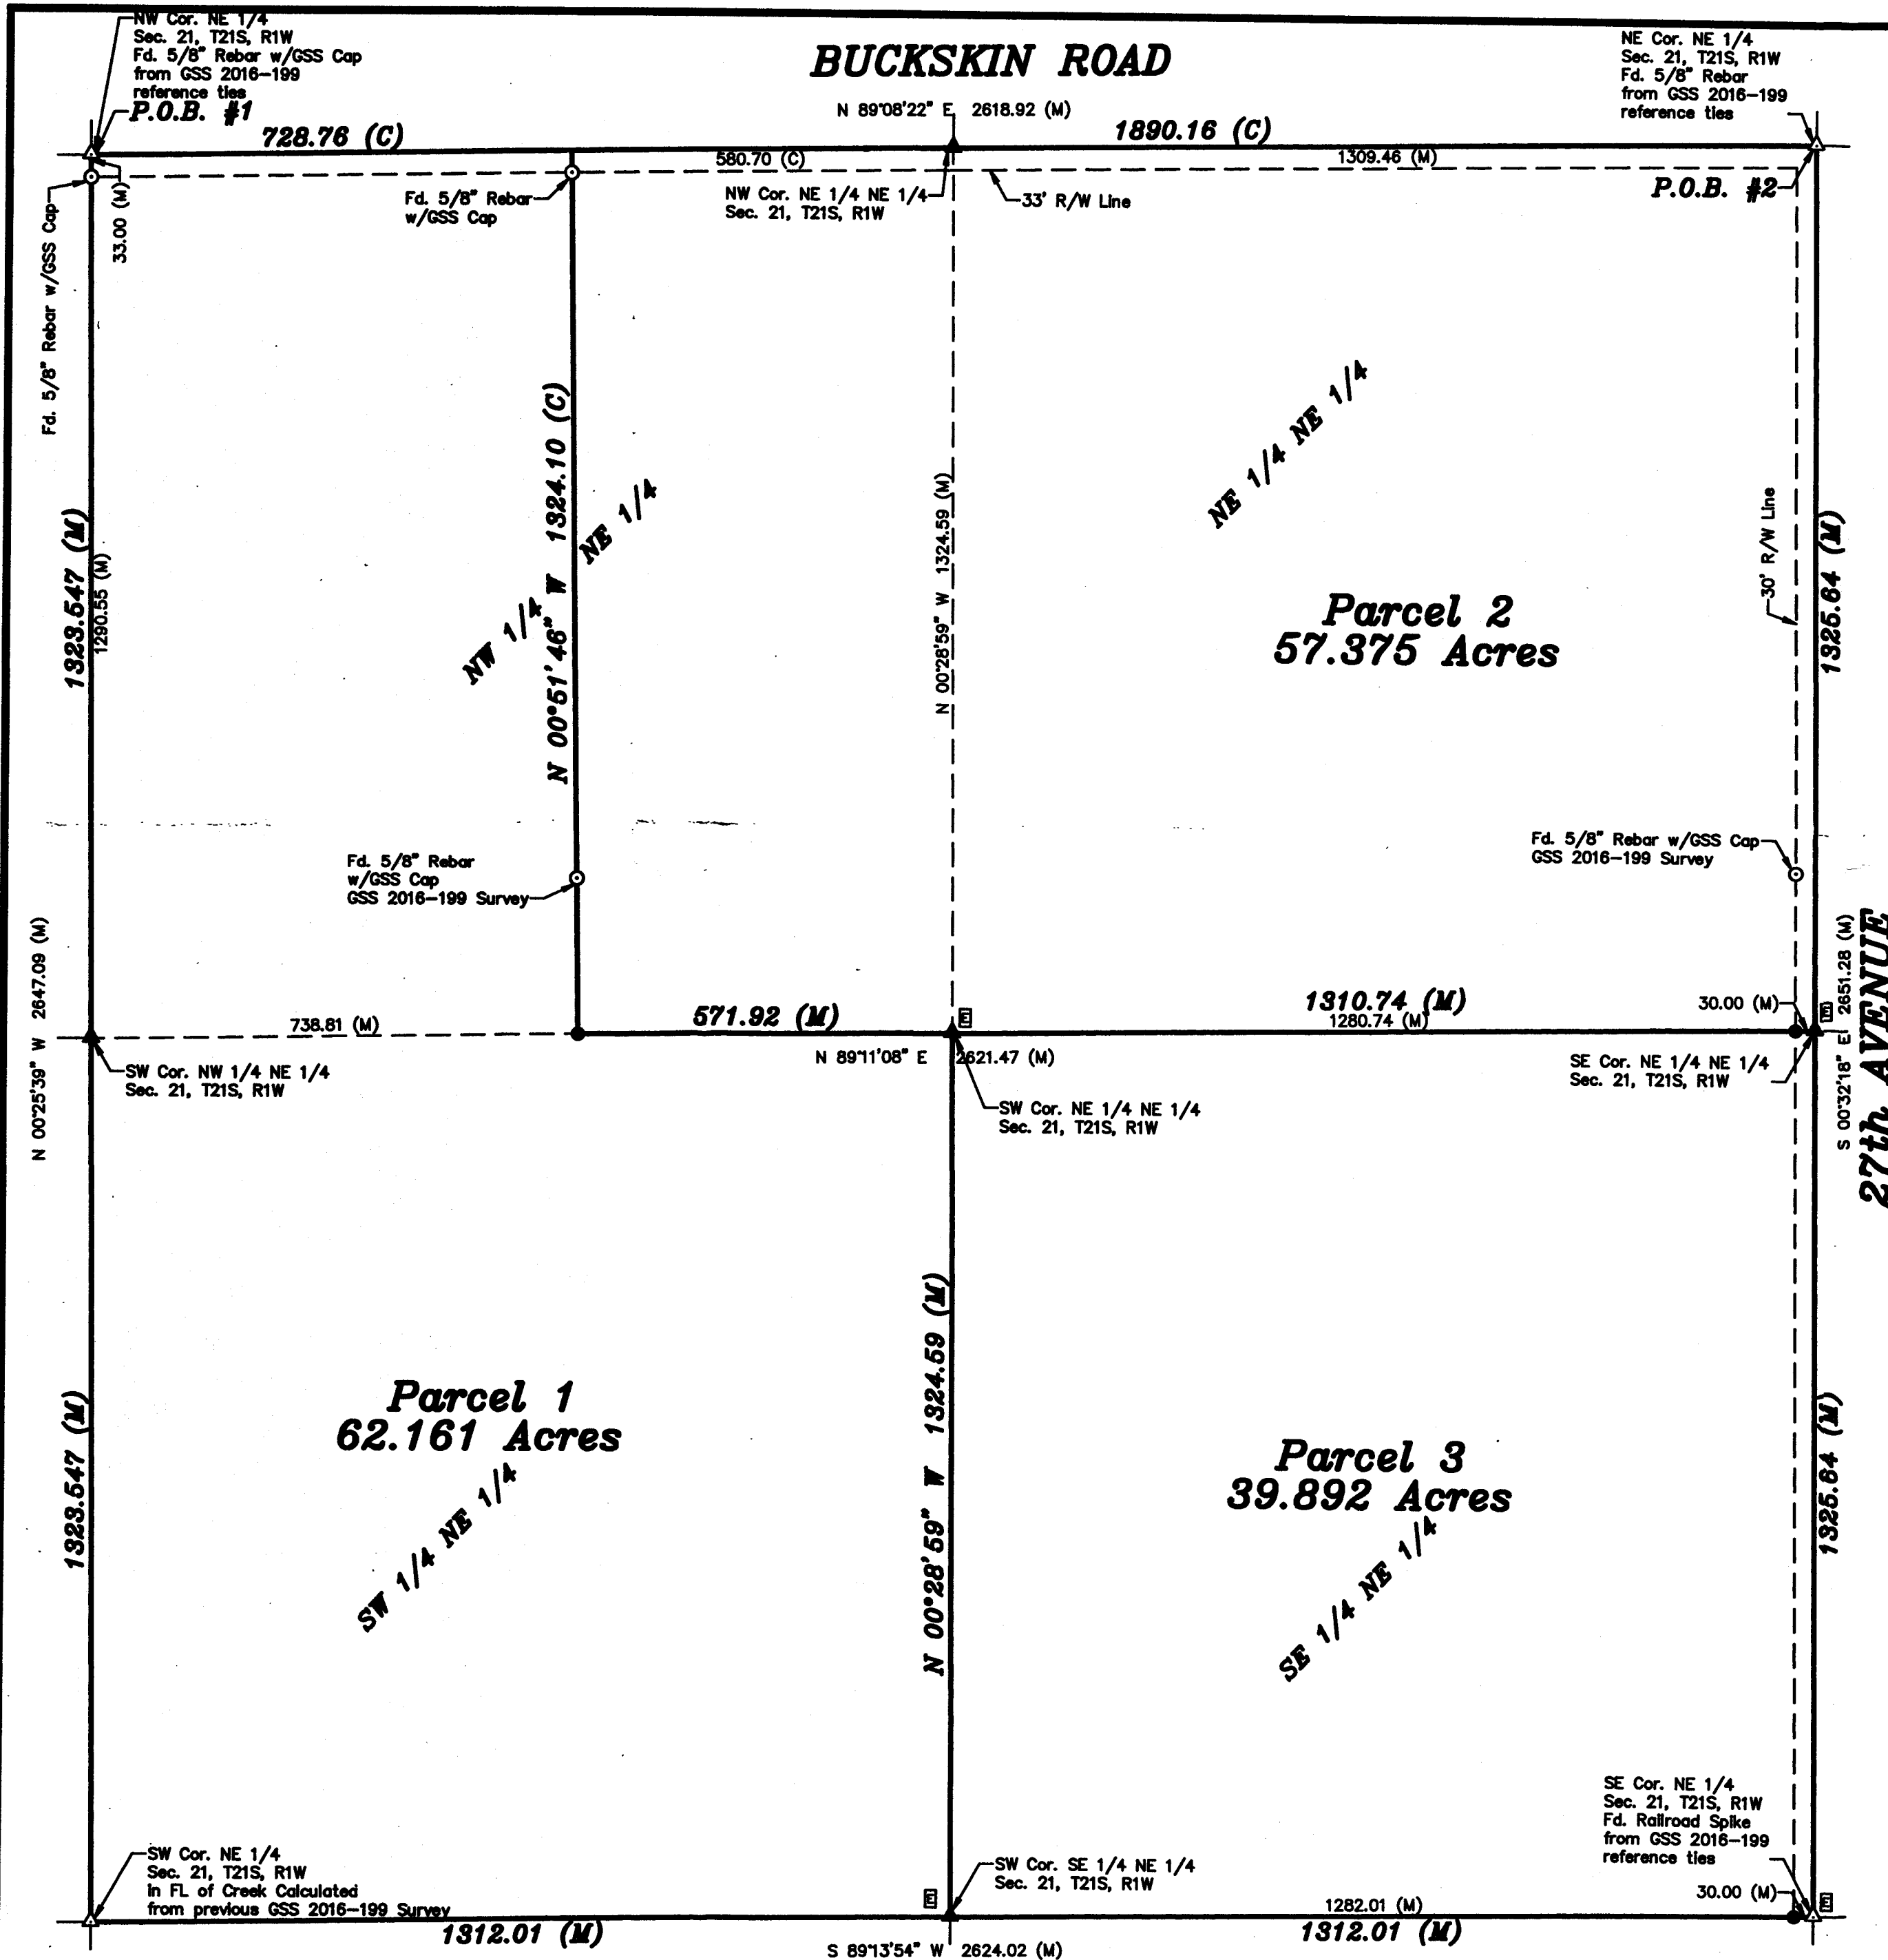 BUCKSKIN ROAD
N 89°08'22" E 2618.92 (M)
NW Cor. NE 1/4
Sec. 21, T21S, R1W
Fd. 5/8" Rebar w/GSS Cap
from GSS 2016-199
reference ties
P.O.B. #1
NE Cor. NE 1/4
Sec. 21, T21S, R1W
Fd. 5/8" Rebar
from GSS 2016-199
reference ties
728.76 (C)
1890.16 (C)
580.70 (C)
1309.46 (M)
P.O.B. #2
33.00 (M)
Fd. 5/8" Rebar w/GSS Cap
Fd. 5/8" Rebar
w/GSS Cap
NW Cor. NE 1/4 NE 1/4
Sec. 21, T21S, R1W
33' R/W Line
1323.547 (M)
1290.55 (M)
NW 1/4 NE 1/4
N 00°51'46" W 1324.10 (C)
N 00°28'59" W 1324.59 (M)
NE 1/4 NE 1/4
Parcel 2
57.375 Acres
30' R/W Line
1325.64 (M)
Fd. 5/8" Rebar
w/GSS Cap
GSS 2016-199 Survey
Fd. 5/8" Rebar w/GSS Cap
GSS 2016-199 Survey
N 00°25'39" W 2647.09 (M)
S 00°32'18" E 2651.28 (M)
27th AVENUE
738.81 (M)
571.92 (M)
E
1310.74 (M)
1280.74 (M)
30.00 (M)
E
N 89°11'08" E 2621.47 (M)
SW Cor. NW 1/4 NE 1/4
Sec. 21, T21S, R1W
SW Cor. NE 1/4 NE 1/4
Sec. 21, T21S, R1W
SE Cor. NE 1/4 NE 1/4
Sec. 21, T21S, R1W
1323.547 (M)
Parcel 1
62.161 Acres
SW 1/4 NE 1/4
N 00°28'59" W 1324.59 (M)
Parcel 3
39.892 Acres
SE 1/4 NE 1/4
1325.64 (M)
SW Cor. NE 1/4
Sec. 21, T21S, R1W
in FL of Creek Calculated
from previous GSS 2016-199 Survey
SW Cor. SE 1/4 NE 1/4
Sec. 21, T21S, R1W
SE Cor. NE 1/4
Sec. 21, T21S, R1W
Fd. Railroad Spike
from GSS 2016-199
reference ties
E
1282.01 (M)
30.00 (M)
E
1312.01 (M)
1312.01 (M)
S 89°13'54" W 2624.02 (M)